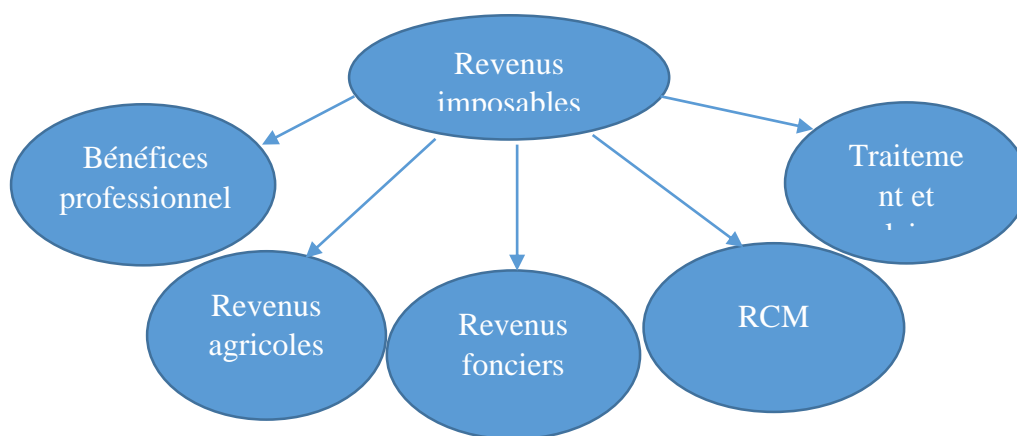 Revenus
imposables
Bénéfices
professionnel
Traiteme
nt et
Revenus
agricoles
Revenus
fonciers
RCM